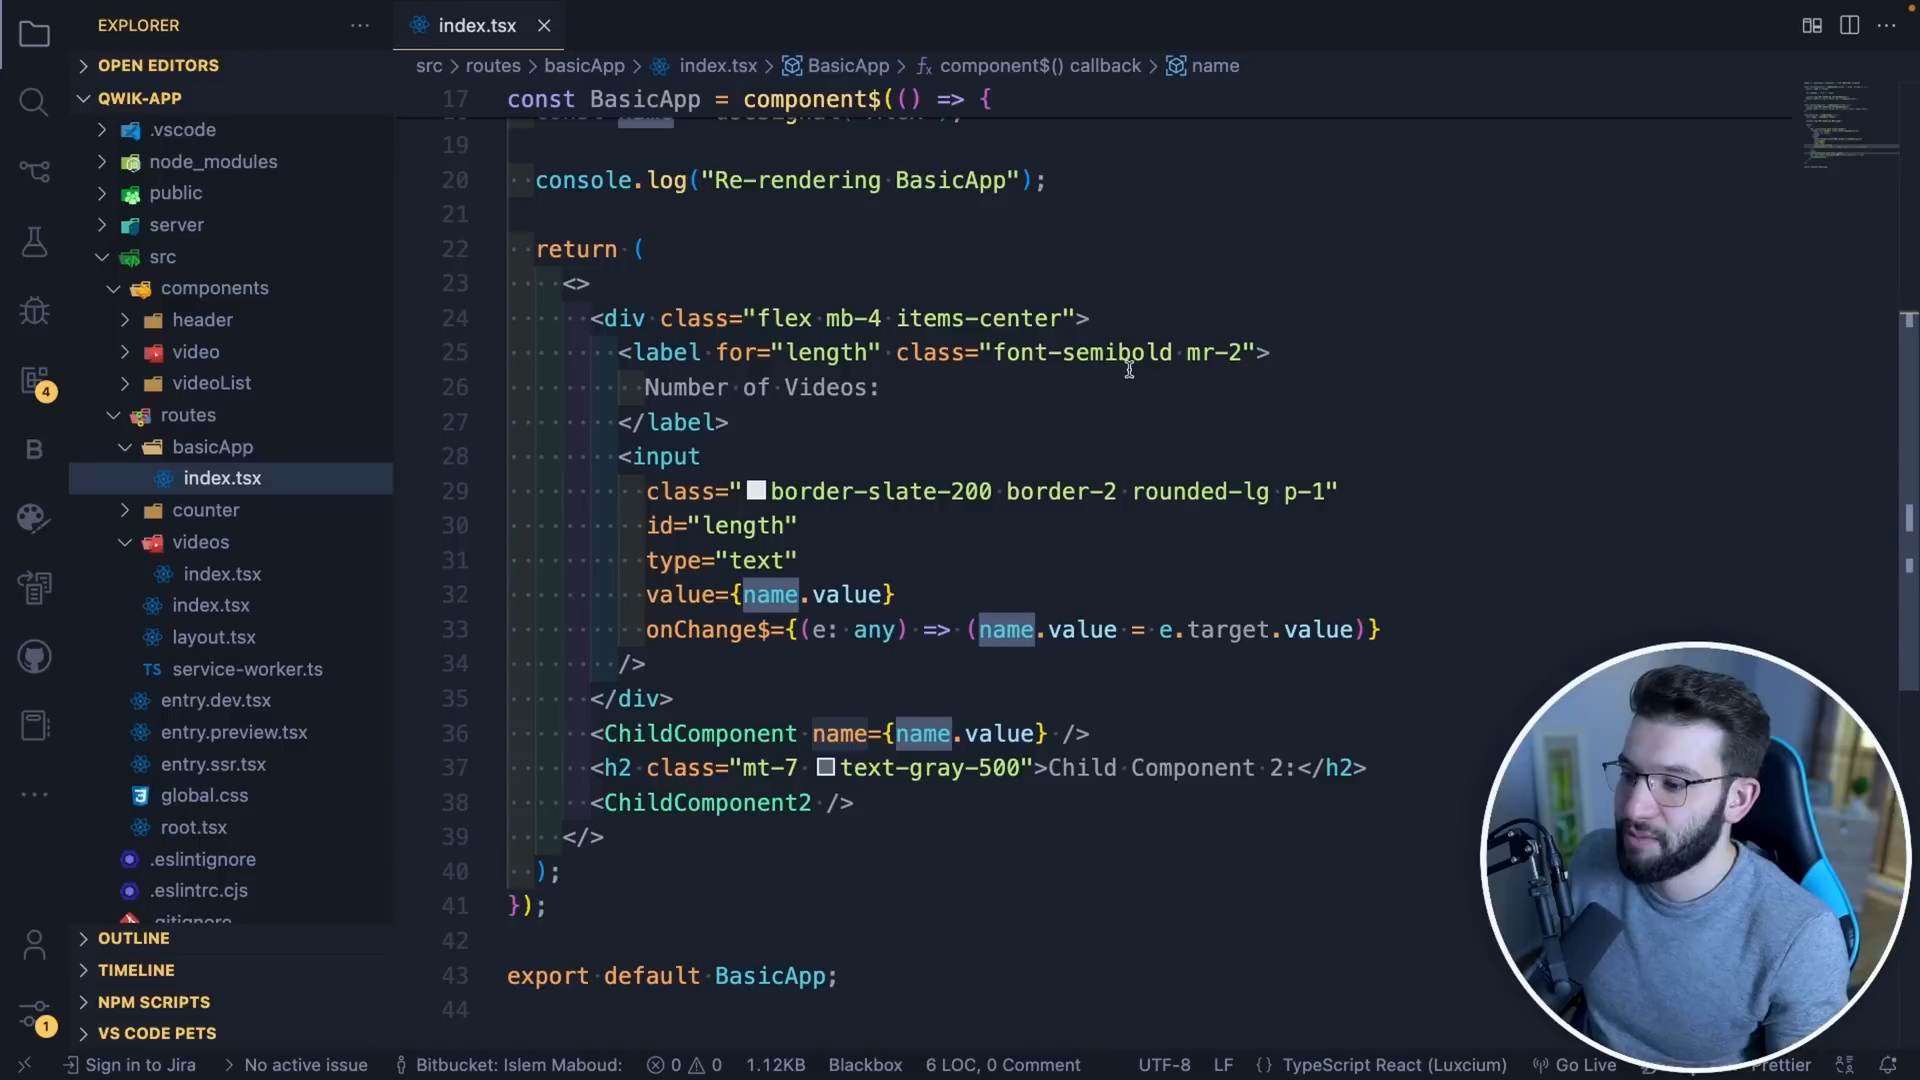 EXPLORER
OPEN EDITORS
QWIK-APP
.vscode
node_modules
public
server
src
components
header
video
videoList
routes
basicApp
index.tsx
counter
videos
index.tsx
index.tsx
layout.tsx
TS service-worker.ts
entry.dev.tsx
entry.preview.tsx
entry.ssr.tsx
global.css
root.tsx
.eslintignore
.eslintrc.cjs
.gitignore
OUTLINE
TIMELINE
NPM SCRIPTS
VS CODE PETS
4
B
1
index.tsx
src > routes > basicApp > index.tsx > BasicApp > component$() callback > name
17 const BasicApp = component$(() => {
19
20 console.log("Re-rendering BasicApp");
21
22 return (
23 <>
24 <div class="flex mb-4 items-center">
25 <label for="length" class="font-semibold mr-2">
26 Number of Videos:
27 </label>
28 <input
29 class="border-slate-200 border-2 rounded-lg p-1"
30 id="length"
31 type="text"
32 value={name.value}
33 onChange$={(e: any) => (name.value = e.target.value)}
34 />
35 </div>
36 <ChildComponent name={name.value} />
37 <h2 class="mt-7 text-gray-500">Child Component 2:</h2>
38 <ChildComponent2 />
39 </>
40 );
41 });
42
43 export default BasicApp;
44
Sign in to Jira
No active issue
Bitbucket: Islem Maboud:
0 0
1.12KB
Blackbox
6 LOC, 0 Comment
UTF-8
LF
{} TypeScript React (Luxcium)
Go Live
Prettier